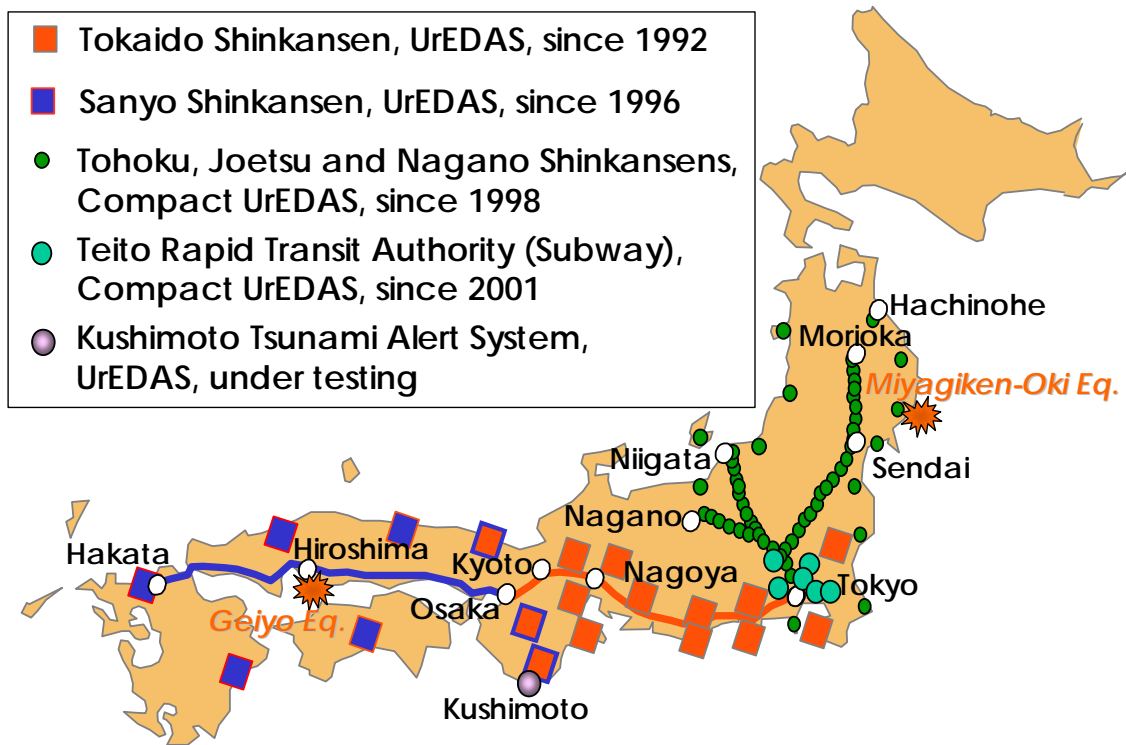 Tokaido Shinkansen, UrEDAS, since 1992
Sanyo Shinkansen, UrEDAS, since 1996
Tohoku, Joetsu and Nagano Shinkansens,
Compact UrEDAS, since 1998
Teito Rapid Transit Authority (Subway),
Compact UrEDAS, since 2001
Kushimoto Tsunami Alert System,
UrEDAS, under testing
Hachinohe
Morioka
Miyagiken-Oki Eq.
Niigata
Sendai
Nagano
Hakata
Hiroshima
Kyoto
Nagoya
Tokyo
Osaka
Geiyo Eq.
Kushimoto